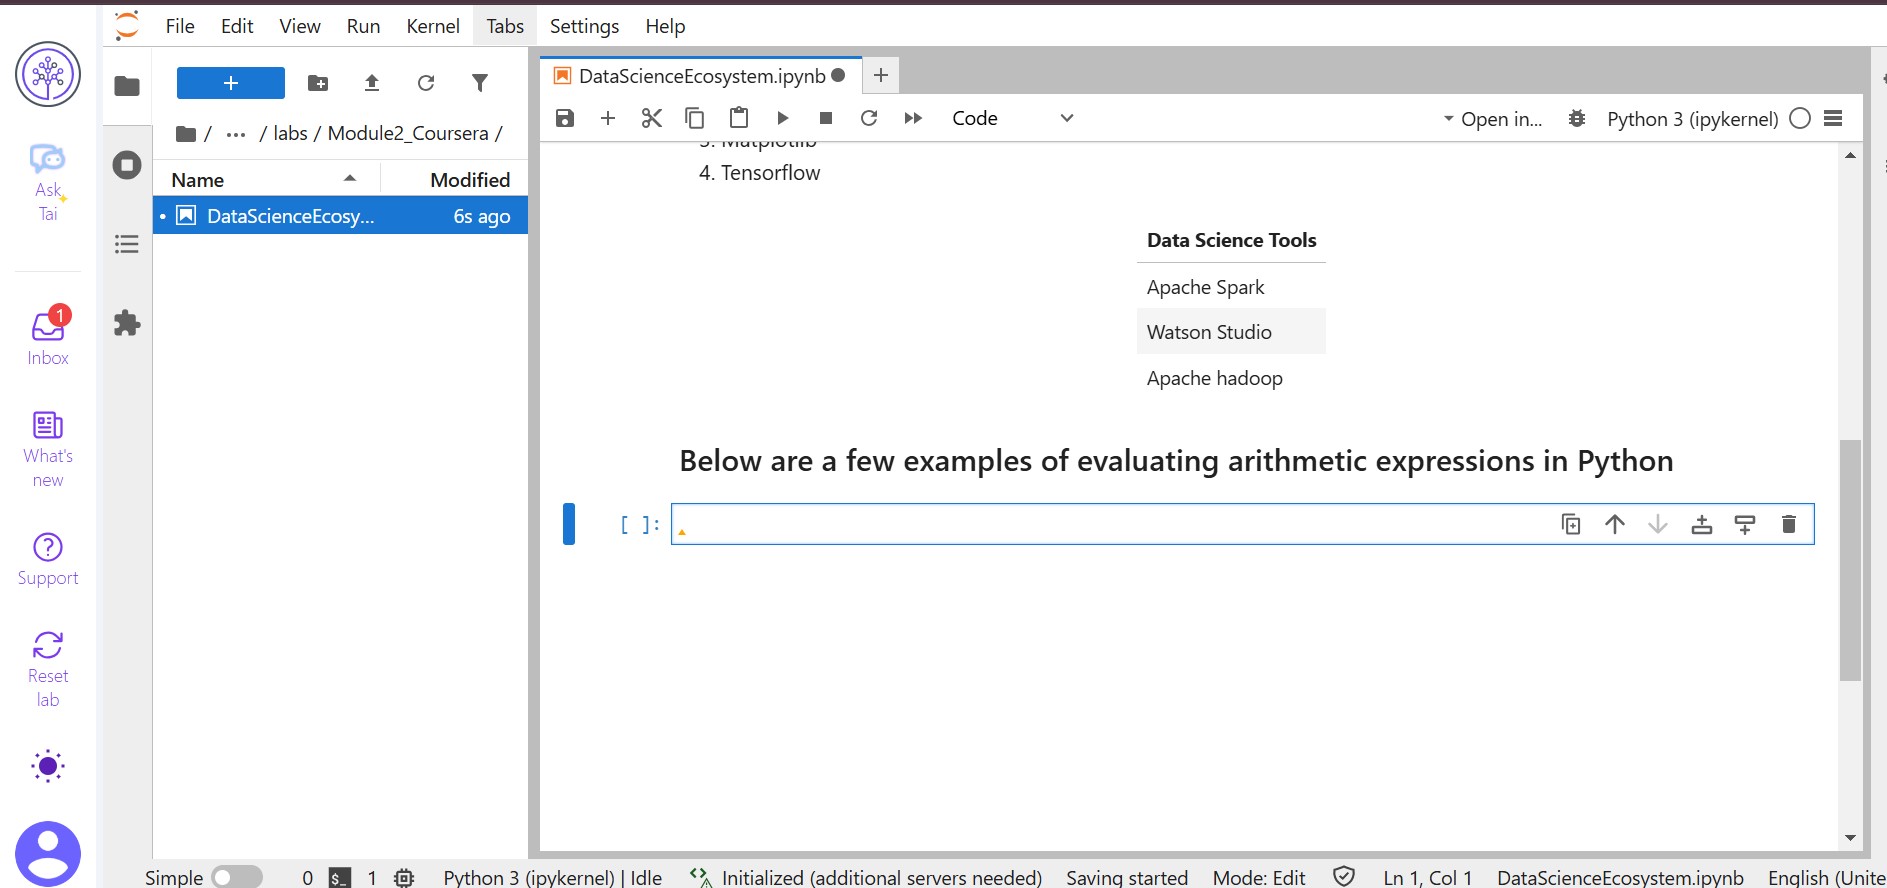 File Edit View Run Kernel Tabs Settings Help
Ask
Tai
1
Inbox
What's
new
Support
Reset
lab
+
/ ··· / labs / Module2_Coursera /
Name Modified
DataScienceEcosy... 6s ago
DataScienceEcosystem.ipynb
Code
Open in...
Python 3 (ipykernel)
3. Matplotlib
4. Tensorflow
Data Science Tools
Apache Spark
Watson Studio
Apache hadoop
Below are a few examples of evaluating arithmetic expressions in Python
[ ]:
Simple 0 $_ 1 Python 3 (ipykernel) | Idle Initialized (additional servers needed) Saving started Mode: Edit Ln 1, Col 1 DataScienceEcosystem.ipynb English (Unite